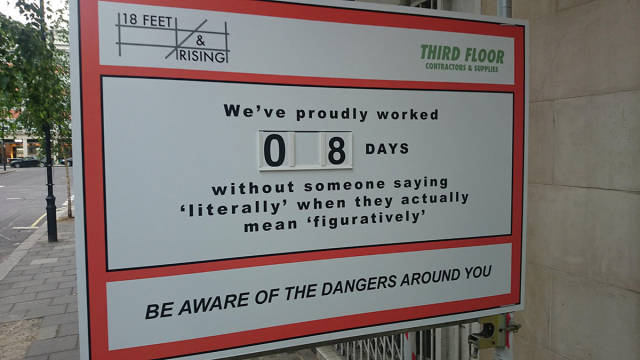 18 FEET
&
RISING
THIRD FLOOR
CONTRACTORS & SUPPLIES
We've proudly worked
0 8 DAYS
without someone saying
'literally' when they actually
mean 'figuratively'
BE AWARE OF THE DANGERS AROUND YOU